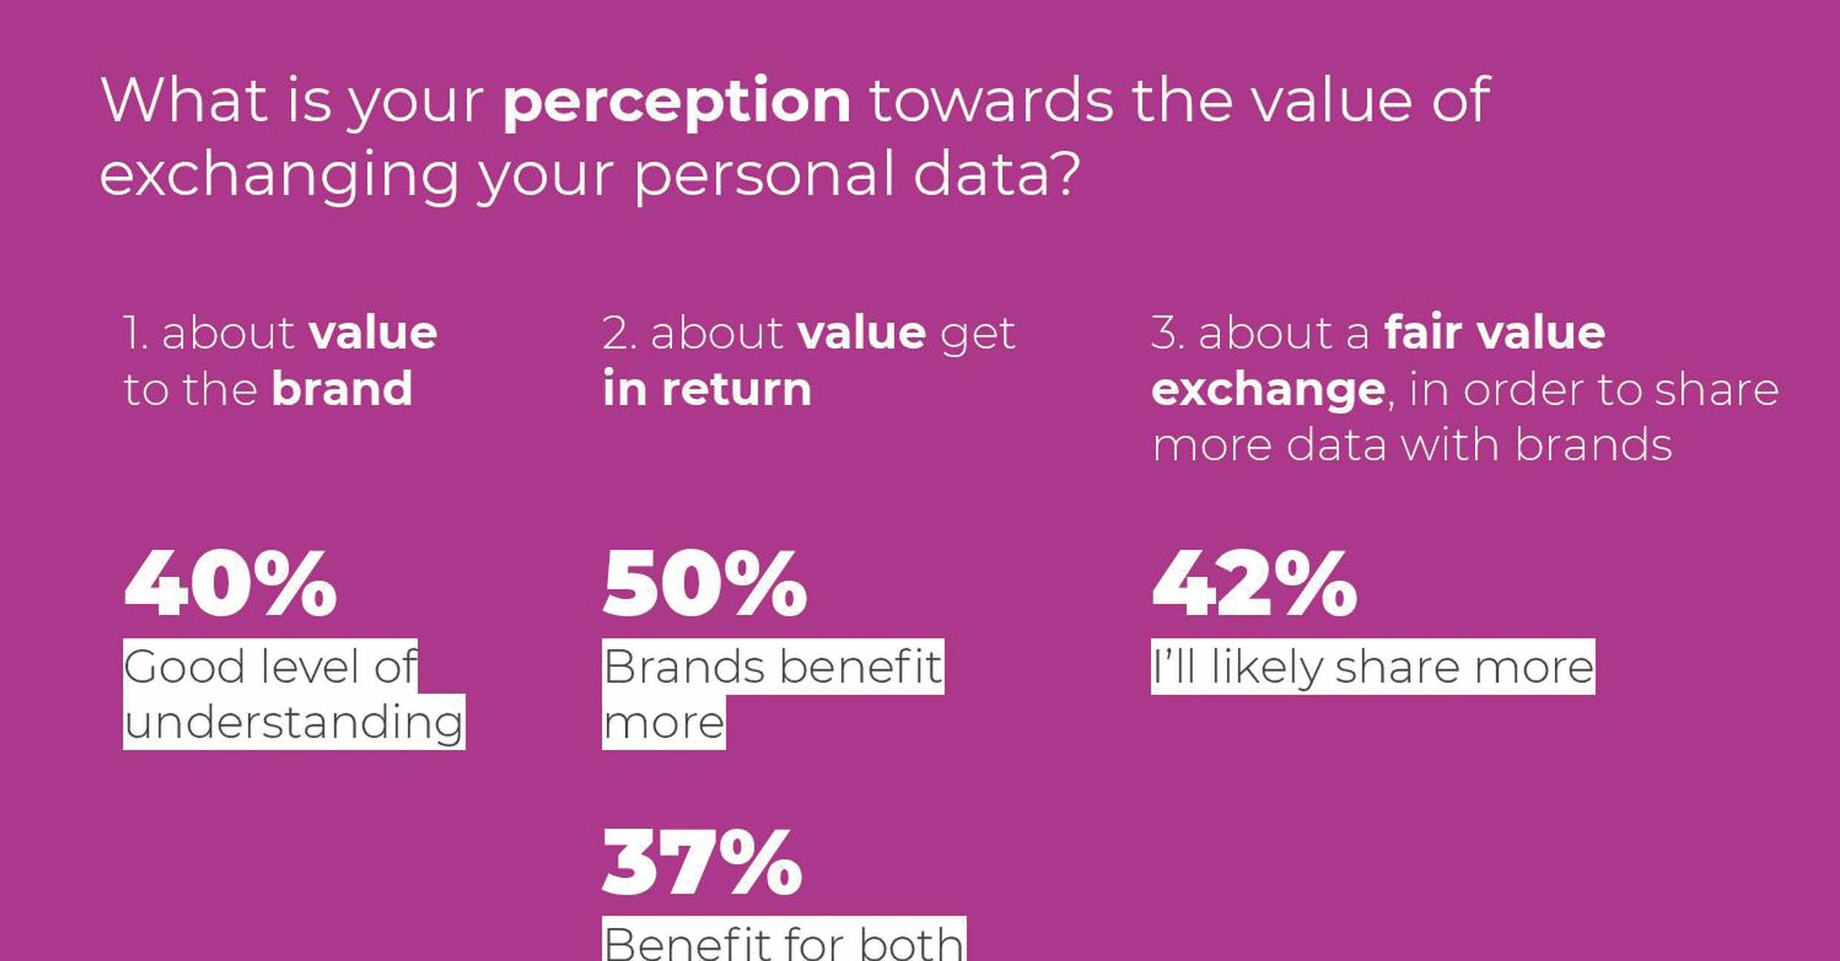 What is your perception towards the value of
exchanging your personal data?
1. about value
to the brand
2. about value get
in return
3. about a fair value
exchange, in order to share
more data with brands
40%
Good level of
understanding
50%
Brands benefit
more
42%
I'll likely share more
37%
Benefit for both